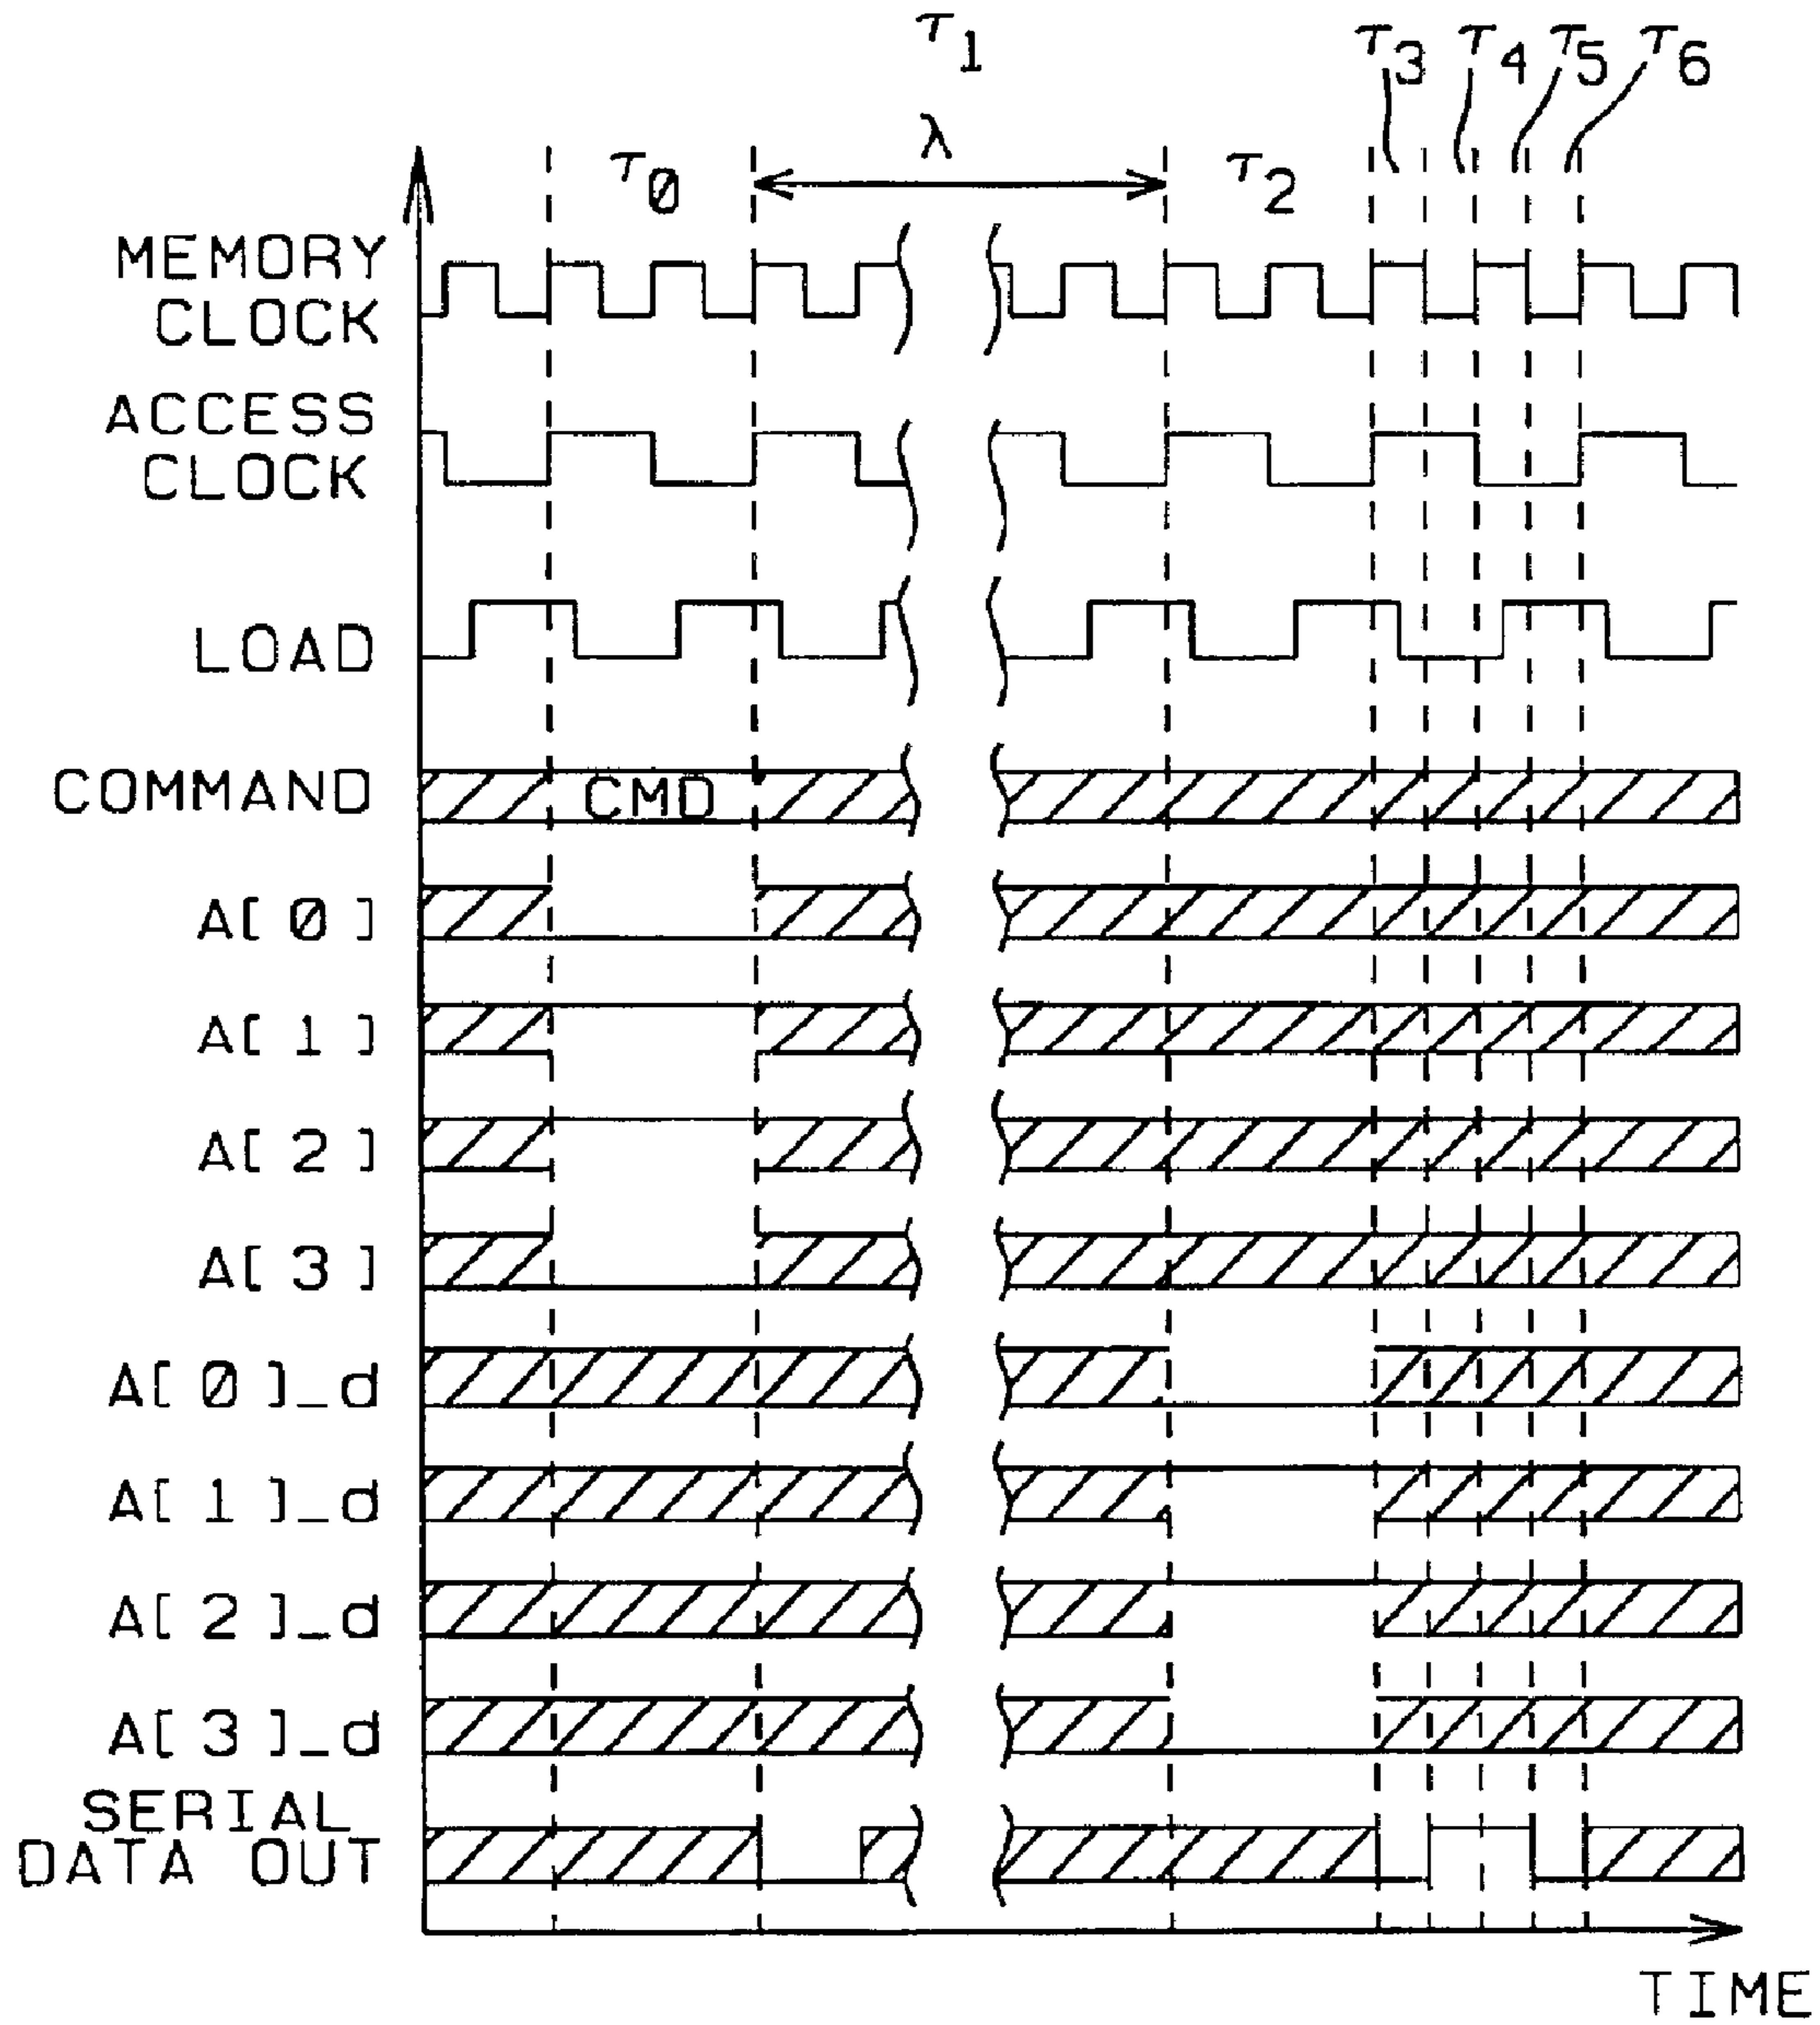 τ1
τ3 τ4 τ5 τ6
λ
τ0
τ2
MEMORY
CLOCK
ACCESS
CLOCK
LOAD
COMMAND
CMD
A[0]
A[1]
A[2]
A[3]
A[0]_d
A[1]_d
A[2]_d
A[3]_d
SERIAL
DATA OUT
TIME